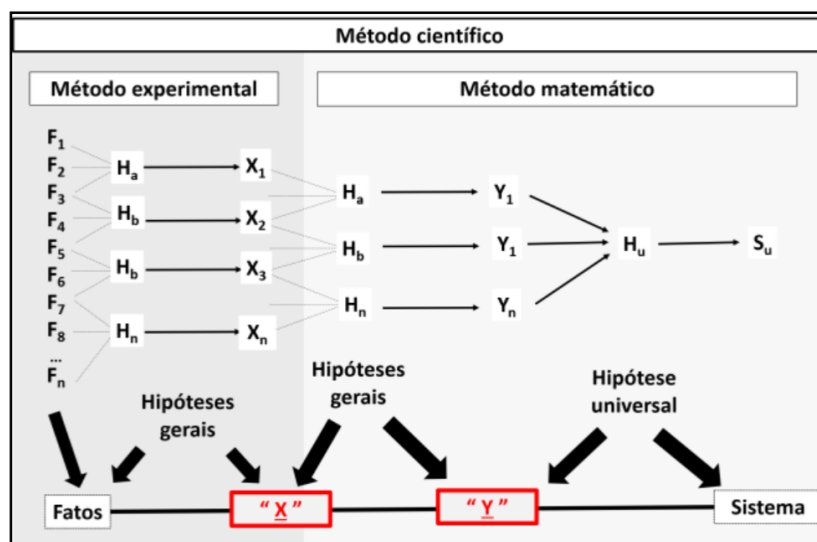 Método científico
Método experimental
Método matemático
F1
F2
F3
F4
F5
F6
F7
F8
...
Fn
Ha
Hb
Hb
Hn
X1
X2
X3
Xn
Ha
Hb
Hn
Y1
Y1
Yn
Hu
Su
Hipóteses
gerais
Hipóteses
gerais
Hipótese
universal
Fatos
“ X ”
“ Y ”
Sistema